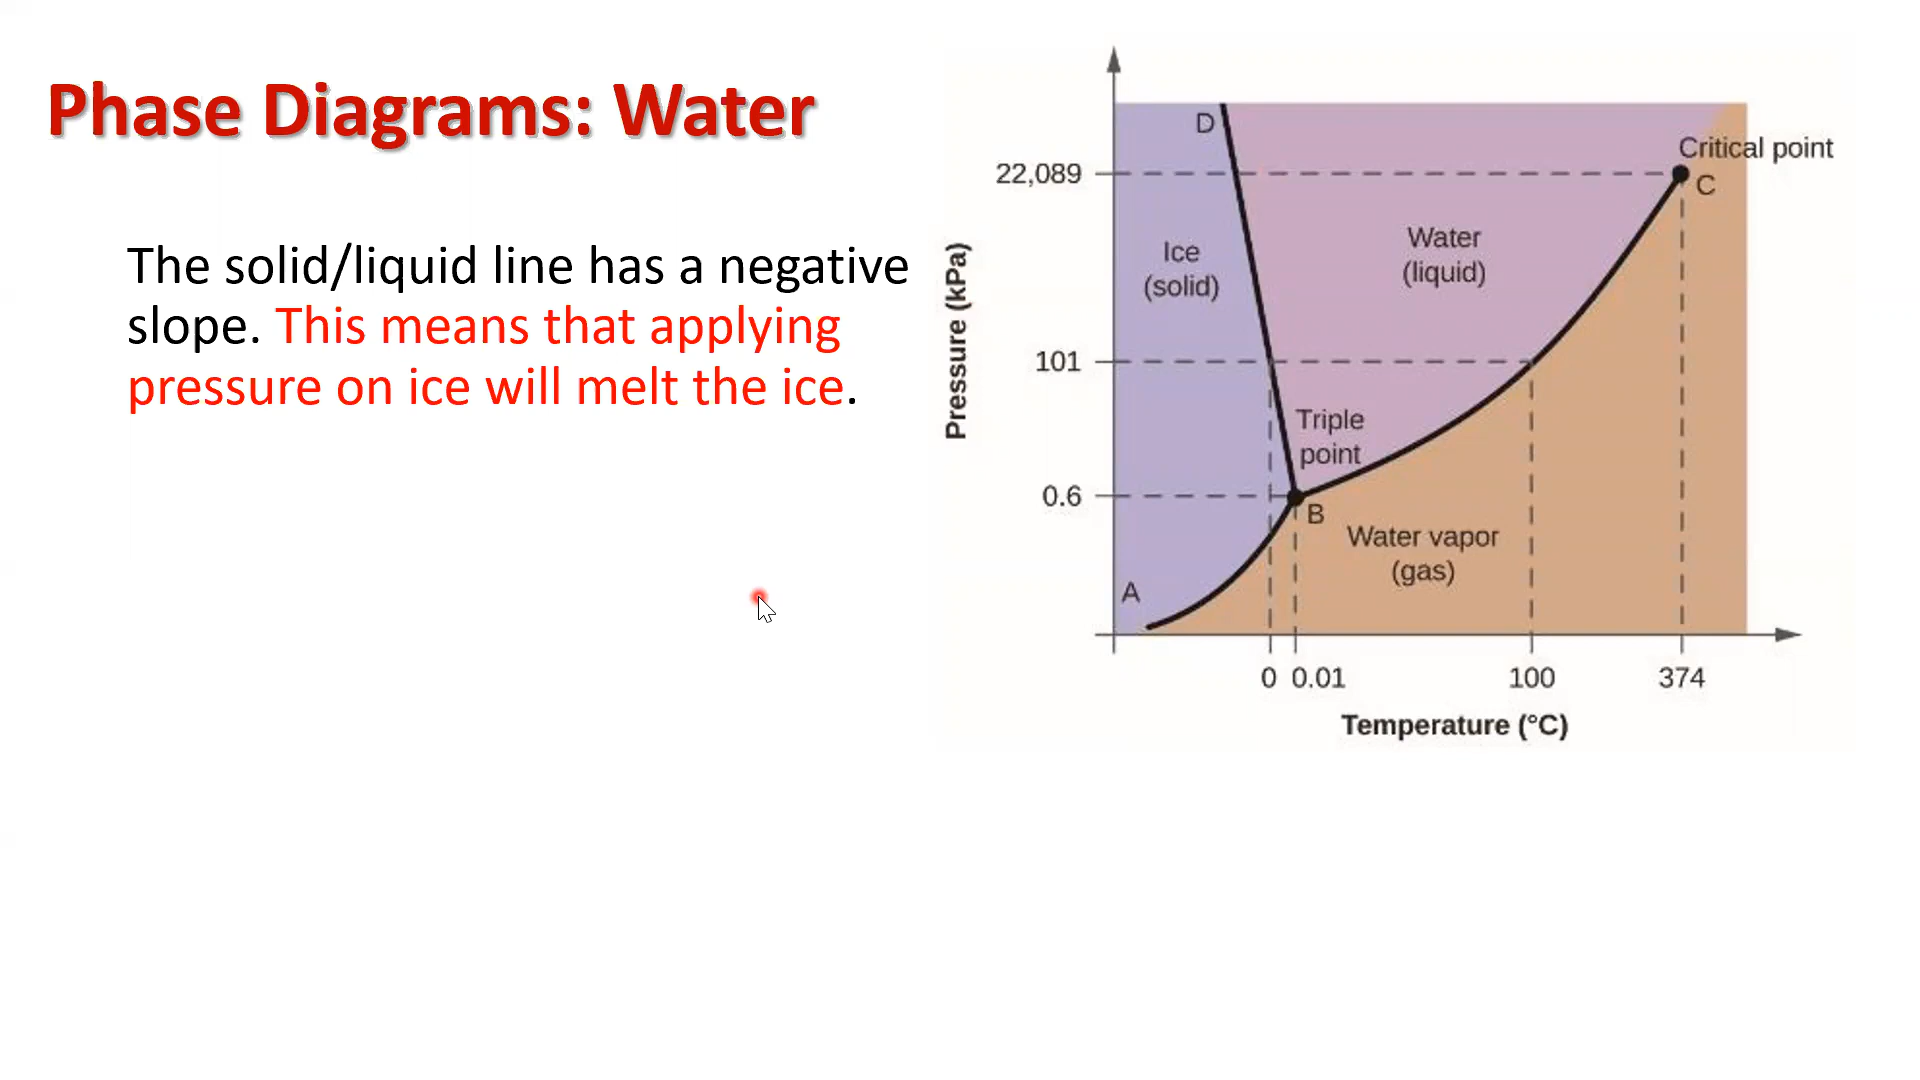 Phase Diagrams: Water
The solid/liquid line has a negative
slope. This means that applying
pressure on ice will melt the ice.
D
Critical point
22,089
C
Ice
(solid)
Water
(liquid)
Pressure (kPa)
101
Triple
point
0.6
B
Water vapor
(gas)
A
0 0.01 100 374
Temperature (°C)